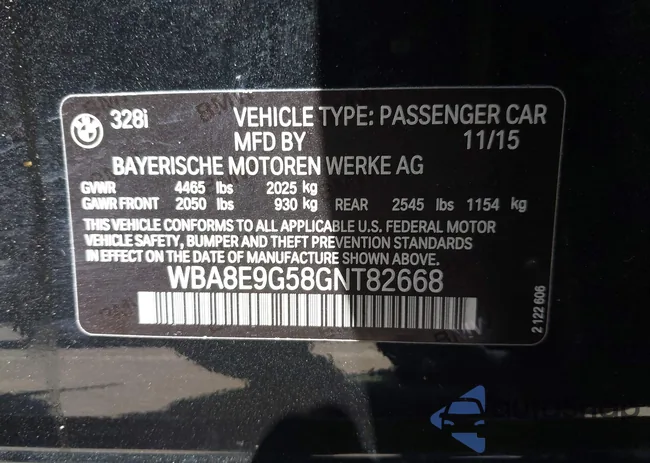 328i VEHICLE TYPE: PASSENGER CAR
MFD BY 11/15
BAYERISCHE MOTOREN WERKE AG
GVWR 4465 lbs 2025 kg
GAWR FRONT 2050 lbs 930 kg REAR 2545 lbs 1154 kg
THIS VEHICLE CONFORMS TO ALL APPLICABLE U.S. FEDERAL MOTOR
VEHICLE SAFETY, BUMPER AND THEFT PREVENTION STANDARDS
IN EFFECT ON THE DATE OF MANUFACTURE SHOWN ABOVE.
WBA8E9G58GNT82668
2 122 606